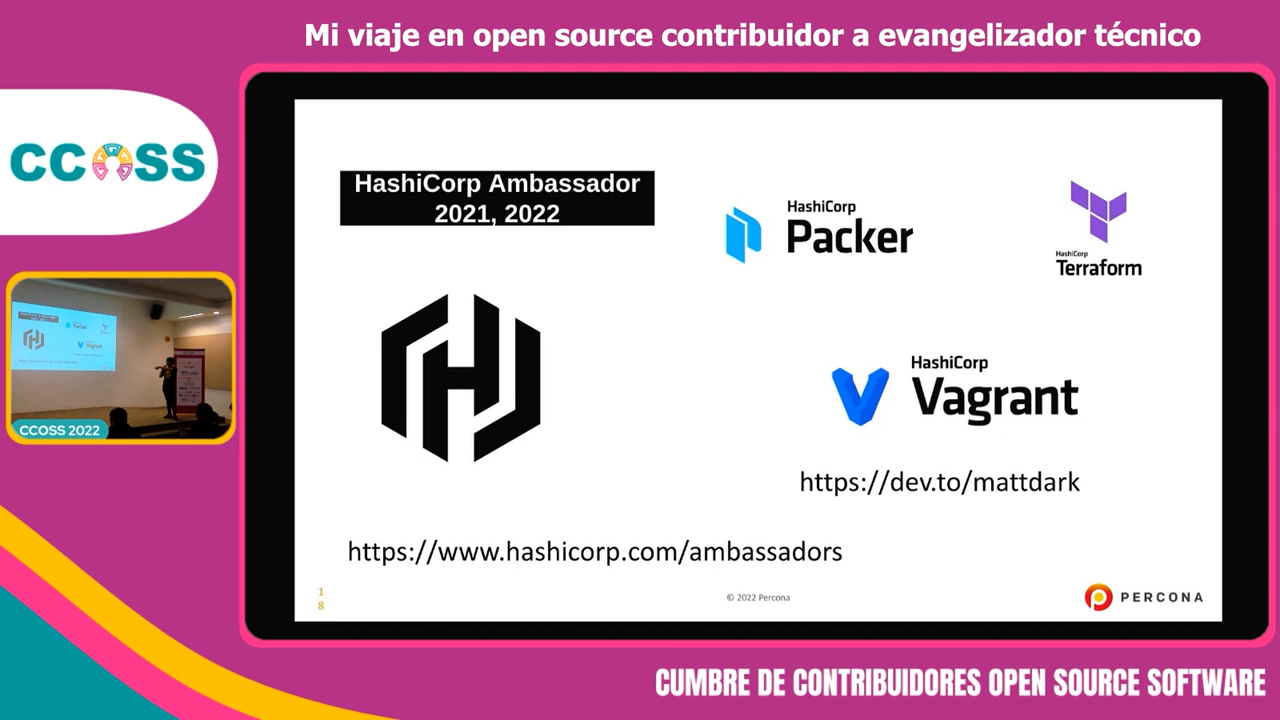 Mi viaje en open source contribuidor a evangelizador técnico
CCOSS
HashiCorp Ambassador
2021, 2022
HashiCorp
Packer
HashiCorp
Terraform
HashiCorp
Vagrant
https://dev.to/mattdark
https://www.hashicorp.com/ambassadors
1
8
© 2022 Percona
PERCONA
CCOSS 2022
CUMBRE DE CONTRIBUIDORES OPEN SOURCE SOFTWARE